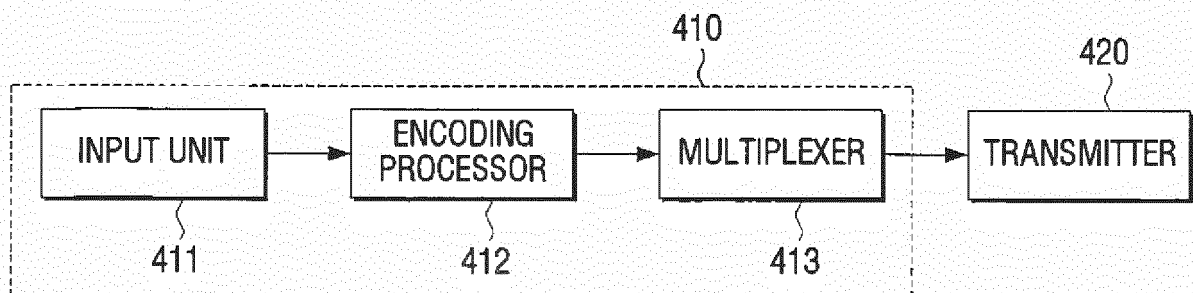 410
420
INPUT UNIT
ENCODING
PROCESSOR
MULTIPLEXER
TRANSMITTER
411
412
413